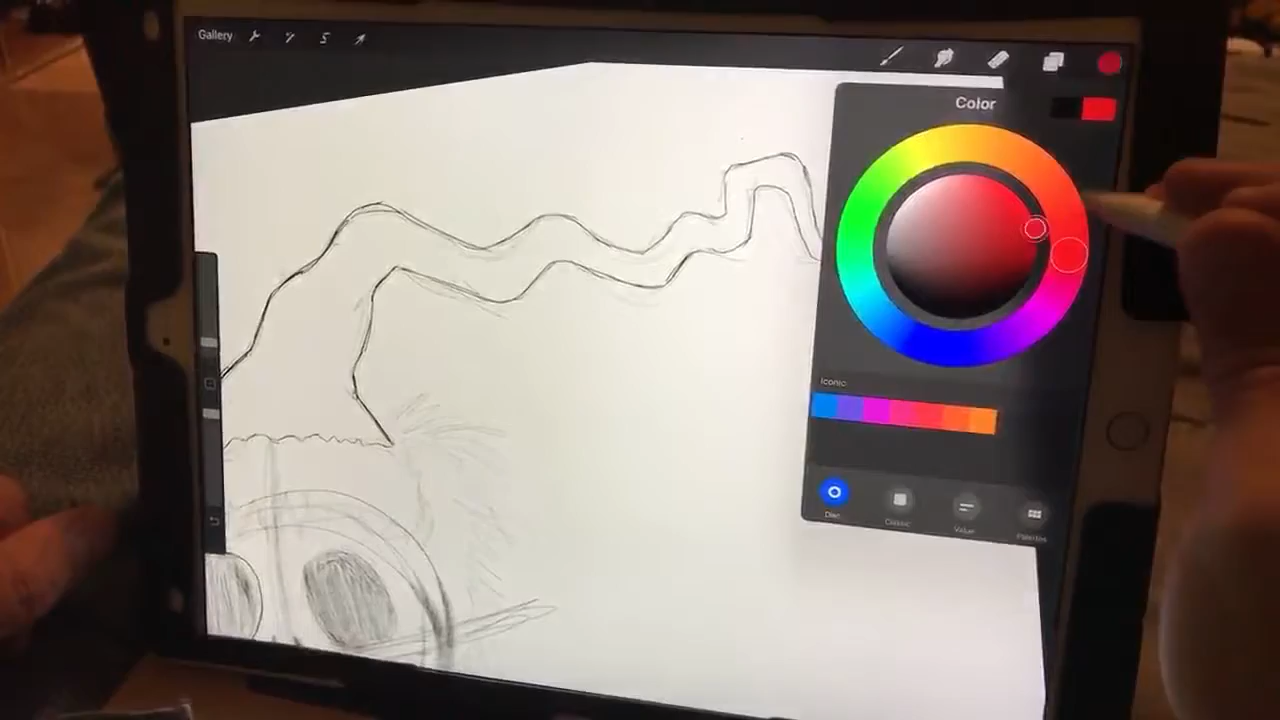 Gallery
Color
Iconic
Disc
Classic
Value
Palettes